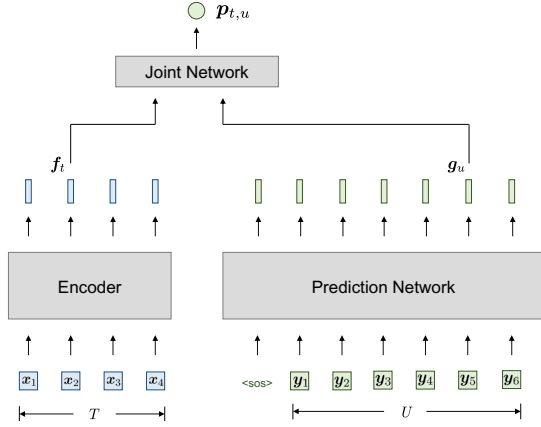 p_{t,u}
Joint Network
f_t g_u
Encoder Prediction Network
x_1 x_2 x_3 x_4 <sos> y_1 y_2 y_3 y_4 y_5 y_6
T U